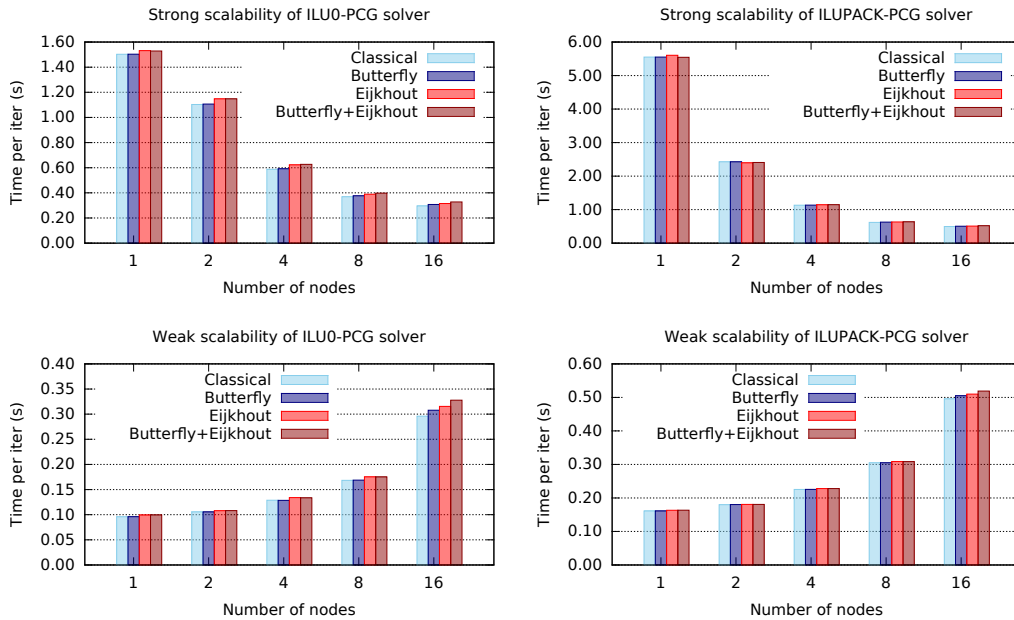 Strong scalability of ILU0-PCG solver
1.60
1.40
1.20
1.00
0.80
0.60
0.40
0.20
0.00
Time per iter (s)
Classical
Butterfly
Eijkhout
Butterfly+Eijkhout
1 2 4 8 16
Number of nodes
Strong scalability of ILUPACK-PCG solver
6.00
5.00
4.00
3.00
2.00
1.00
0.00
Time per iter (s)
Classical
Butterfly
Eijkhout
Butterfly+Eijkhout
1 2 4 8 16
Number of nodes
Weak scalability of ILU0-PCG solver
0.40
0.35
0.30
0.25
0.20
0.15
0.10
0.05
0.00
Time per iter (s)
Classical
Butterfly
Eijkhout
Butterfly+Eijkhout
1 2 4 8 16
Number of nodes
Weak scalability of ILUPACK-PCG solver
0.60
0.50
0.40
0.30
0.20
0.10
0.00
Time per iter (s)
Classical
Butterfly
Eijkhout
Butterfly+Eijkhout
1 2 4 8 16
Number of nodes